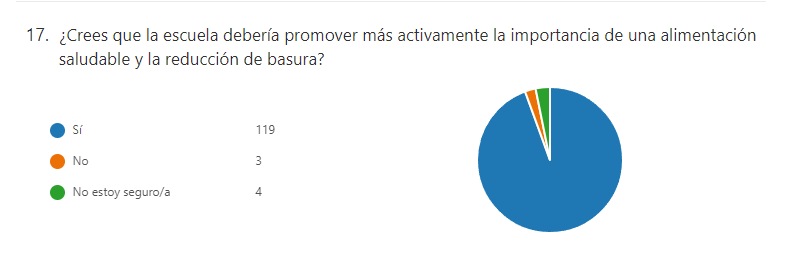 17. ¿Crees que la escuela debería promover más activamente la importancia de una alimentación
saludable y la reducción de basura?
Sí 119
No 3
No estoy seguro/a 4